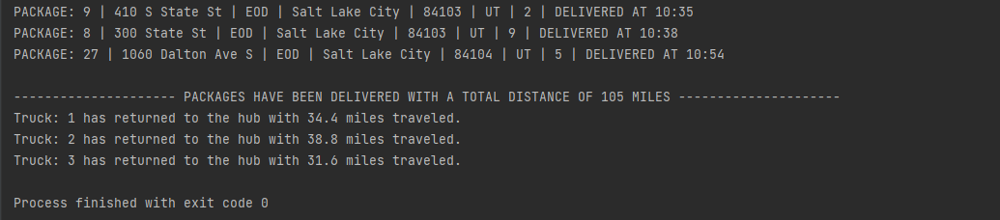 PACKAGE: 9 | 410 S State St | EOD | Salt Lake City | 84103 | UT | 2 | DELIVERED AT 10:35
PACKAGE: 8 | 300 State St | EOD | Salt Lake City | 84103 | UT | 9 | DELIVERED AT 10:38
PACKAGE: 27 | 1060 Dalton Ave S | EOD | Salt Lake City | 84104 | UT | 5 | DELIVERED AT 10:54
--------------------- PACKAGES HAVE BEEN DELIVERED WITH A TOTAL DISTANCE OF 105 MILES ---------------------
Truck: 1 has returned to the hub with 34.4 miles traveled.
Truck: 2 has returned to the hub with 38.8 miles traveled.
Truck: 3 has returned to the hub with 31.6 miles traveled.
Process finished with exit code 0